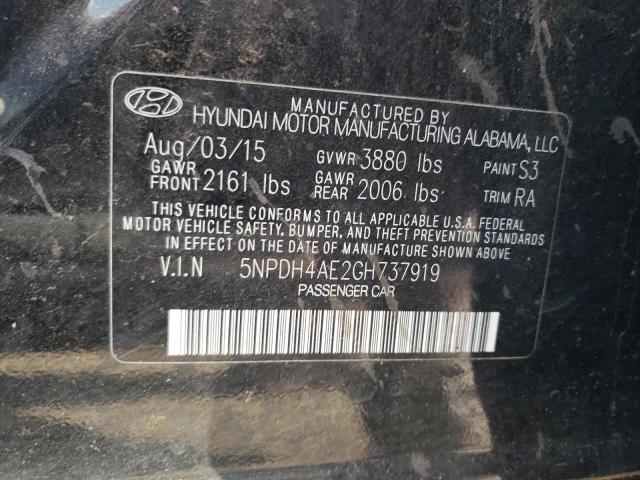 MANUFACTURED BY
HYUNDAI MOTOR MANUFACTURING ALABAMA, LLC
Aug/03/15 GVWR 3880 lbs PAINT S3
GAWR FRONT 2161 lbs GAWR REAR 2006 lbs TRIM RA
THIS VEHICLE CONFORMS TO ALL APPLICABLE U.S.A. FEDERAL
MOTOR VEHICLE SAFETY, BUMPER, AND THEFT PREVENTION STANDARDS
IN EFFECT ON THE DATE OF MANUFACTURE SHOWN ABOVE
V.I.N 5NPDH4AE2GH737919
PASSENGER CAR